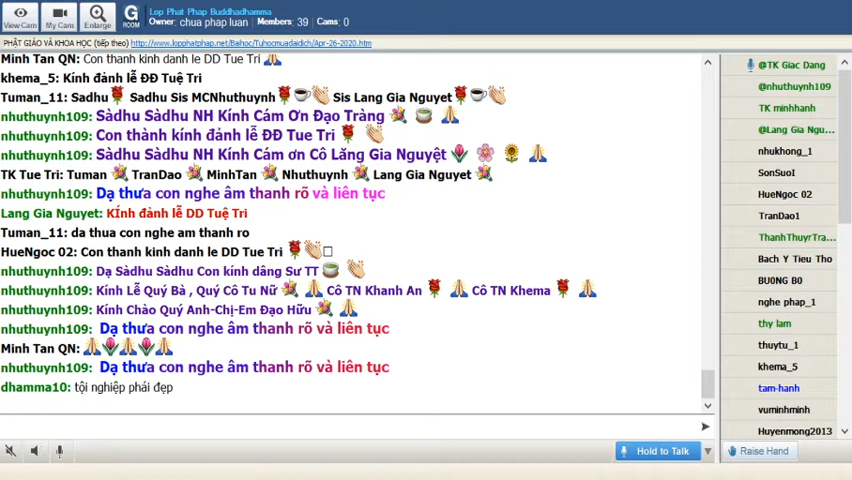 View Cam
My Cam
Enlarge
G
ROOM
Lop Phat Phap Buddhadhamma
Owner: chua phap luan Members: 39 Cams: 0
PHẬT GIÁO VÀ KHOA HỌC (tiếp theo) http://www.lopphatphap.net/Baihoc/Tuhocmuadaidich/Apr-26-2020.htm
Minh Tan QN: Con thanh kinh danh le DD Tue Tri
khema_5: Kính đảnh lễ ĐĐ Tuệ Tri
Tuman_11: Sadhu Sadhu Sis MCNhuthuynh Sis Lang Gia Nguyet
nhuthuynh109: Sàdhu Sàdhu NH Kính Cám Ơn Đạo Tràng
nhuthuynh109: Con thành kính đảnh lễ ĐĐ Tue Tri
nhuthuynh109: Sàdhu Sàdhu NH Kính Cám ơn Cô Lăng Gia Nguyệt
TK Tue Tri: Tuman TranDao MinhTan Nhuthuynh Lang Gia Nguyet
nhuthuynh109: Dạ thưa con nghe âm thanh rõ và liên tục
Lang Gia Nguyet: KÍnh đảnh lễ DD Tuệ Tri
Tuman_11: da thua con nghe am thanh ro
HueNgoc 02: Con thanh kinh danh le DD Tue Tri
nhuthuynh109: Dạ Sàdhu Sàdhu Con kính dâng Sư TT
nhuthuynh109: Kính Lễ Quý Bà , Quý Cô Tu Nữ Cô TN Khanh An Cô TN Khema
nhuthuynh109: Kính Chào Quý Anh-Chị-Em Đạo Hữu
nhuthuynh109: Dạ thưa con nghe âm thanh rõ và liên tục
Minh Tan QN:
nhuthuynh109: Dạ thưa con nghe âm thanh rõ và liên tục
dhamma10: tội nghiệp phái đẹp
@TK Giac Dang
@nhuthuynh109
TK minhhanh
@Lang Gia Ngu...
nhukhong_1
SonSuoI
HueNgoc 02
TranDao1
ThanhThuyrTra...
Bach Y Tieu Tho
BU0NG B0
nghe phap_1
thy lam
thuytu_1
khema_5
tam-hanh
vuminhminh
Huyenmong2013
Hold to Talk
Raise Hand